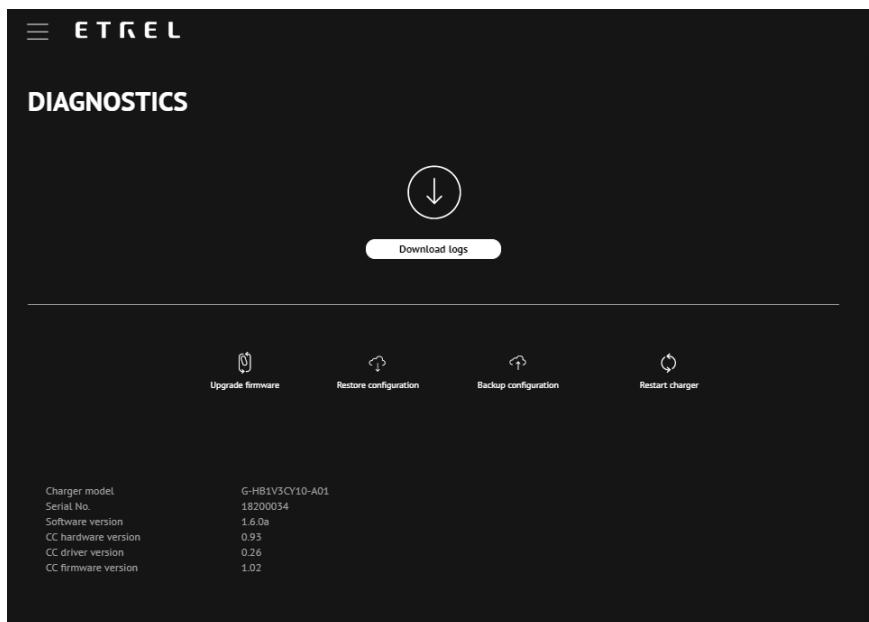 ETREL
DIAGNOSTICS
Download logs
Upgrade firmware Restore configuration Backup configuration Restart charger
Charger model G-HB1V3CY10-A01
Serial No. 18200034
Software version 1.6.0a
CC hardware version 0.93
CC driver version 0.26
CC firmware version 1.02